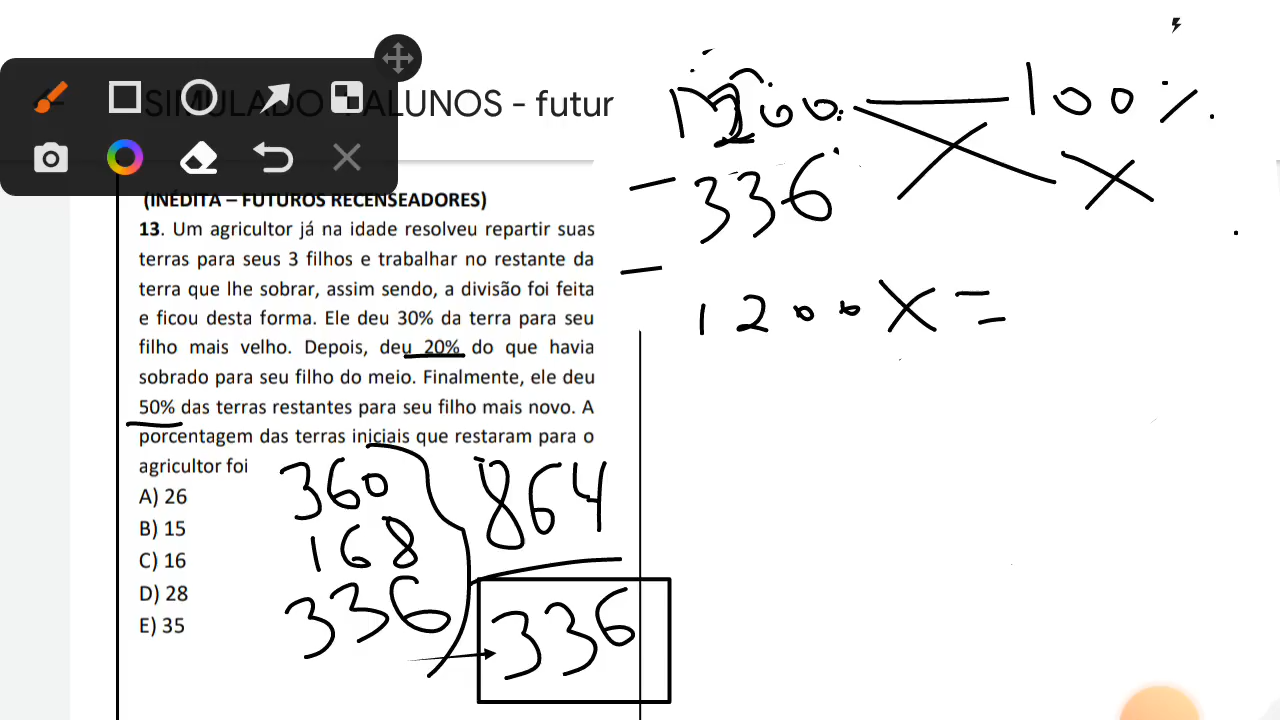 SIMULADO ALUNOS - futur
(INÉDITA – FUTUROS RECENSEADORES)
13. Um agricultor já na idade resolveu repartir suas
terras para seus 3 filhos e trabalhar no restante da
terra que lhe sobrar, assim sendo, a divisão foi feita
e ficou desta forma. Ele deu 30% da terra para seu
filho mais velho. Depois, deu 20% do que havia
sobrado para seu filho do meio. Finalmente, ele deu
50% das terras restantes para seu filho mais novo. A
porcentagem das terras iniciais que restaram para o
agricultor foi
A) 26
B) 15
C) 16
D) 28
E) 35
360
168
336
864
336
1200 100%
336 X
1200X=